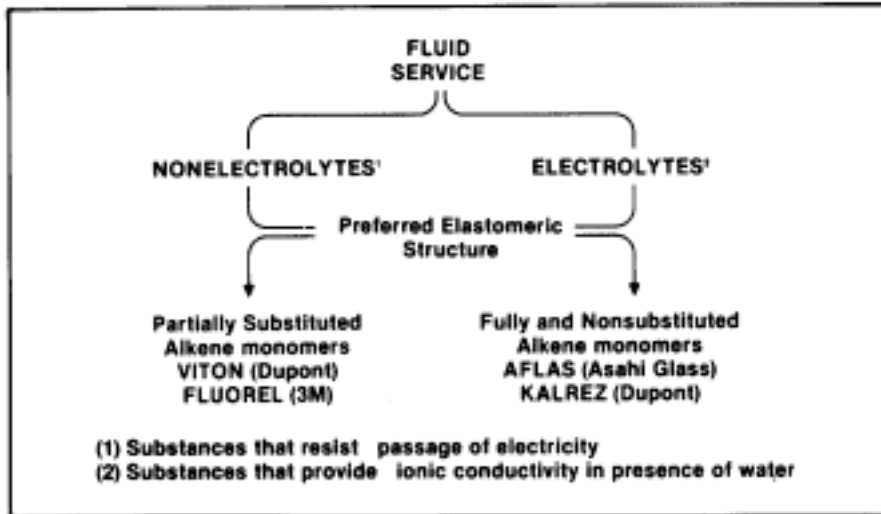 FLUID
SERVICE
NONELECTROLYTES¹
ELECTROLYTES²
Preferred Elastomeric
Structure
Partially Substituted
Alkene monomers
VITON (Dupont)
FLUOREL (3M)
Fully and Nonsubstituted
Alkene monomers
AFLAS (Asahi Glass)
KALREZ (Dupont)
(1) Substances that resist passage of electricity
(2) Substances that provide ionic conductivity in presence of water